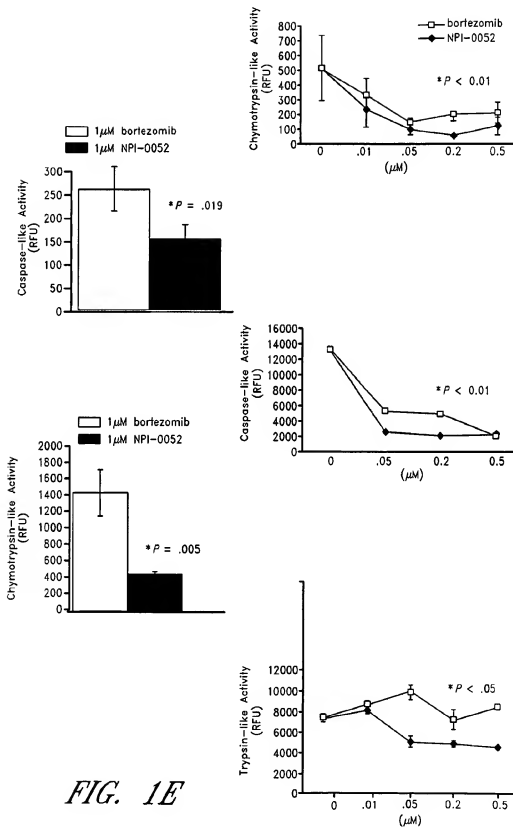 1μM bortezomib
1μM NPI-0052
Caspase-like Activity
(RFU)
300
250
200
150
100
50
0
*P = .019
1μM bortezomib
1μM NPI-0052
Chymotrypsin-like Activity
(RFU)
2000
1800
1600
1400
1200
1000
800
600
400
200
0
*P = .005
bortezomib
NPI-0052
Chymotrypsin-like Activity
(RFU)
800
700
600
500
400
300
200
100
0
*P < 0.01
0 .01 .05 0.2 0.5
(μM)
Caspase-like Activity
(RFU)
16000
14000
12000
10000
8000
6000
4000
2000
0
*P < 0.01
0 .05 0.2 0.5
(μM)
Trypsin-like Activity
(RFU)
12000
10000
8000
6000
4000
2000
0
*P < .05
0 .01 .05 0.2 0.5
(μM)
FIG. 1E